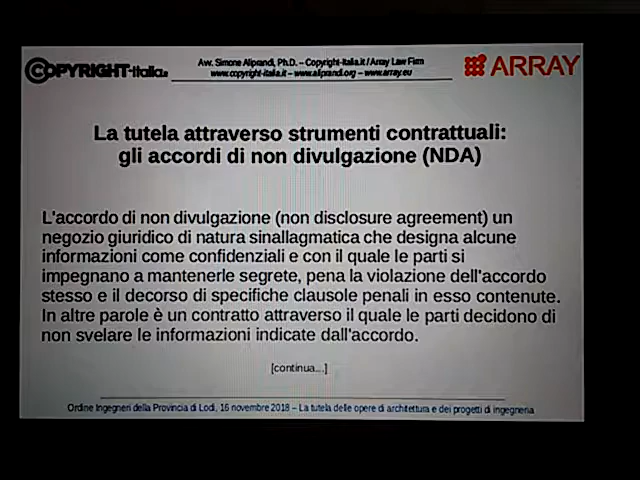 COPYRIGHT-Italia.it
Avv. Simone Aliprandi, Ph.D. – Copyright-Italia.it / Array Law Firm
www.copyright-italia.it – www.aliprandi.org – www.array.eu
ARRAY
La tutela attraverso strumenti contrattuali:
gli accordi di non divulgazione (NDA)
L'accordo di non divulgazione (non disclosure agreement) un
negozio giuridico di natura sinallagmatica che designa alcune
informazioni come confidenziali e con il quale le parti si
impegnano a mantenerle segrete, pena la violazione dell'accordo
stesso e il decorso di specifiche clausole penali in esso contenute.
In altre parole è un contratto attraverso il quale le parti decidono di
non svelare le informazioni indicate dall'accordo.
[continua...]
Ordine Ingegneri della Provincia di Lodi, 16 novembre 2018 – La tutela delle opere di architettura e dei progetti di ingegneria